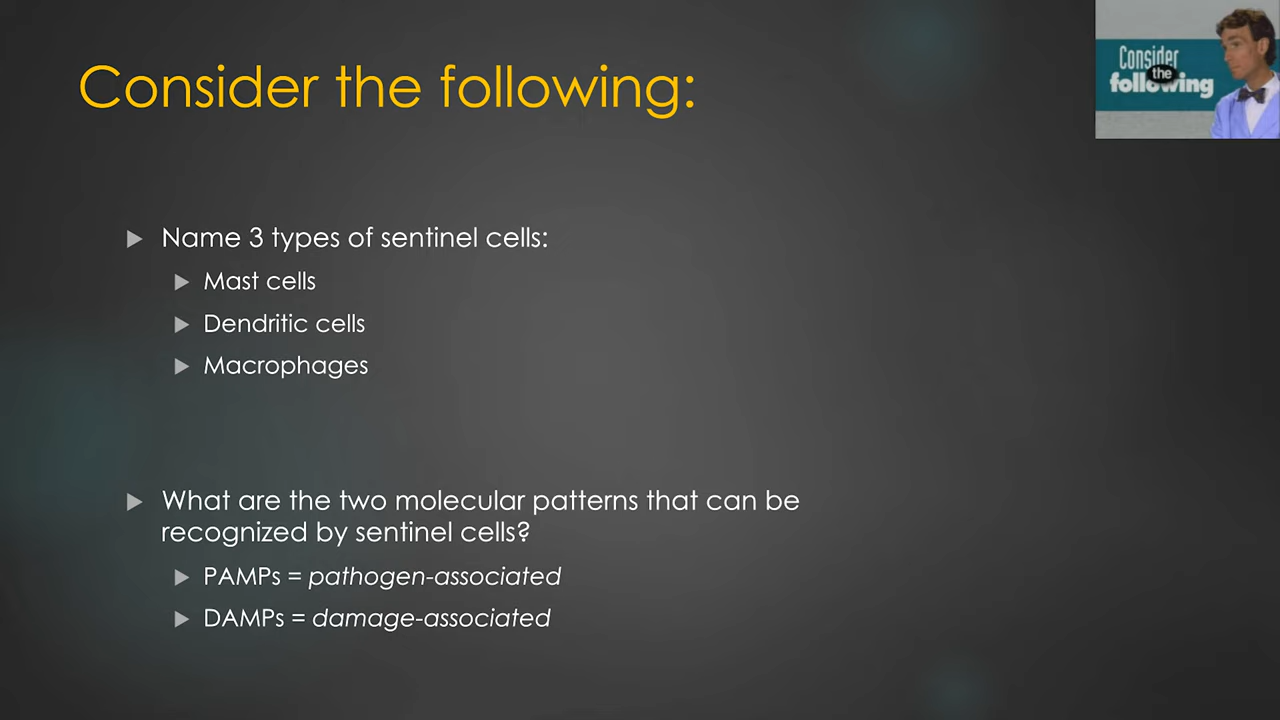 Consider the following:
Consider
the
following
Name 3 types of sentinel cells:
Mast cells
Dendritic cells
Macrophages
What are the two molecular patterns that can be
recognized by sentinel cells?
PAMPs = pathogen-associated
DAMPs = damage-associated